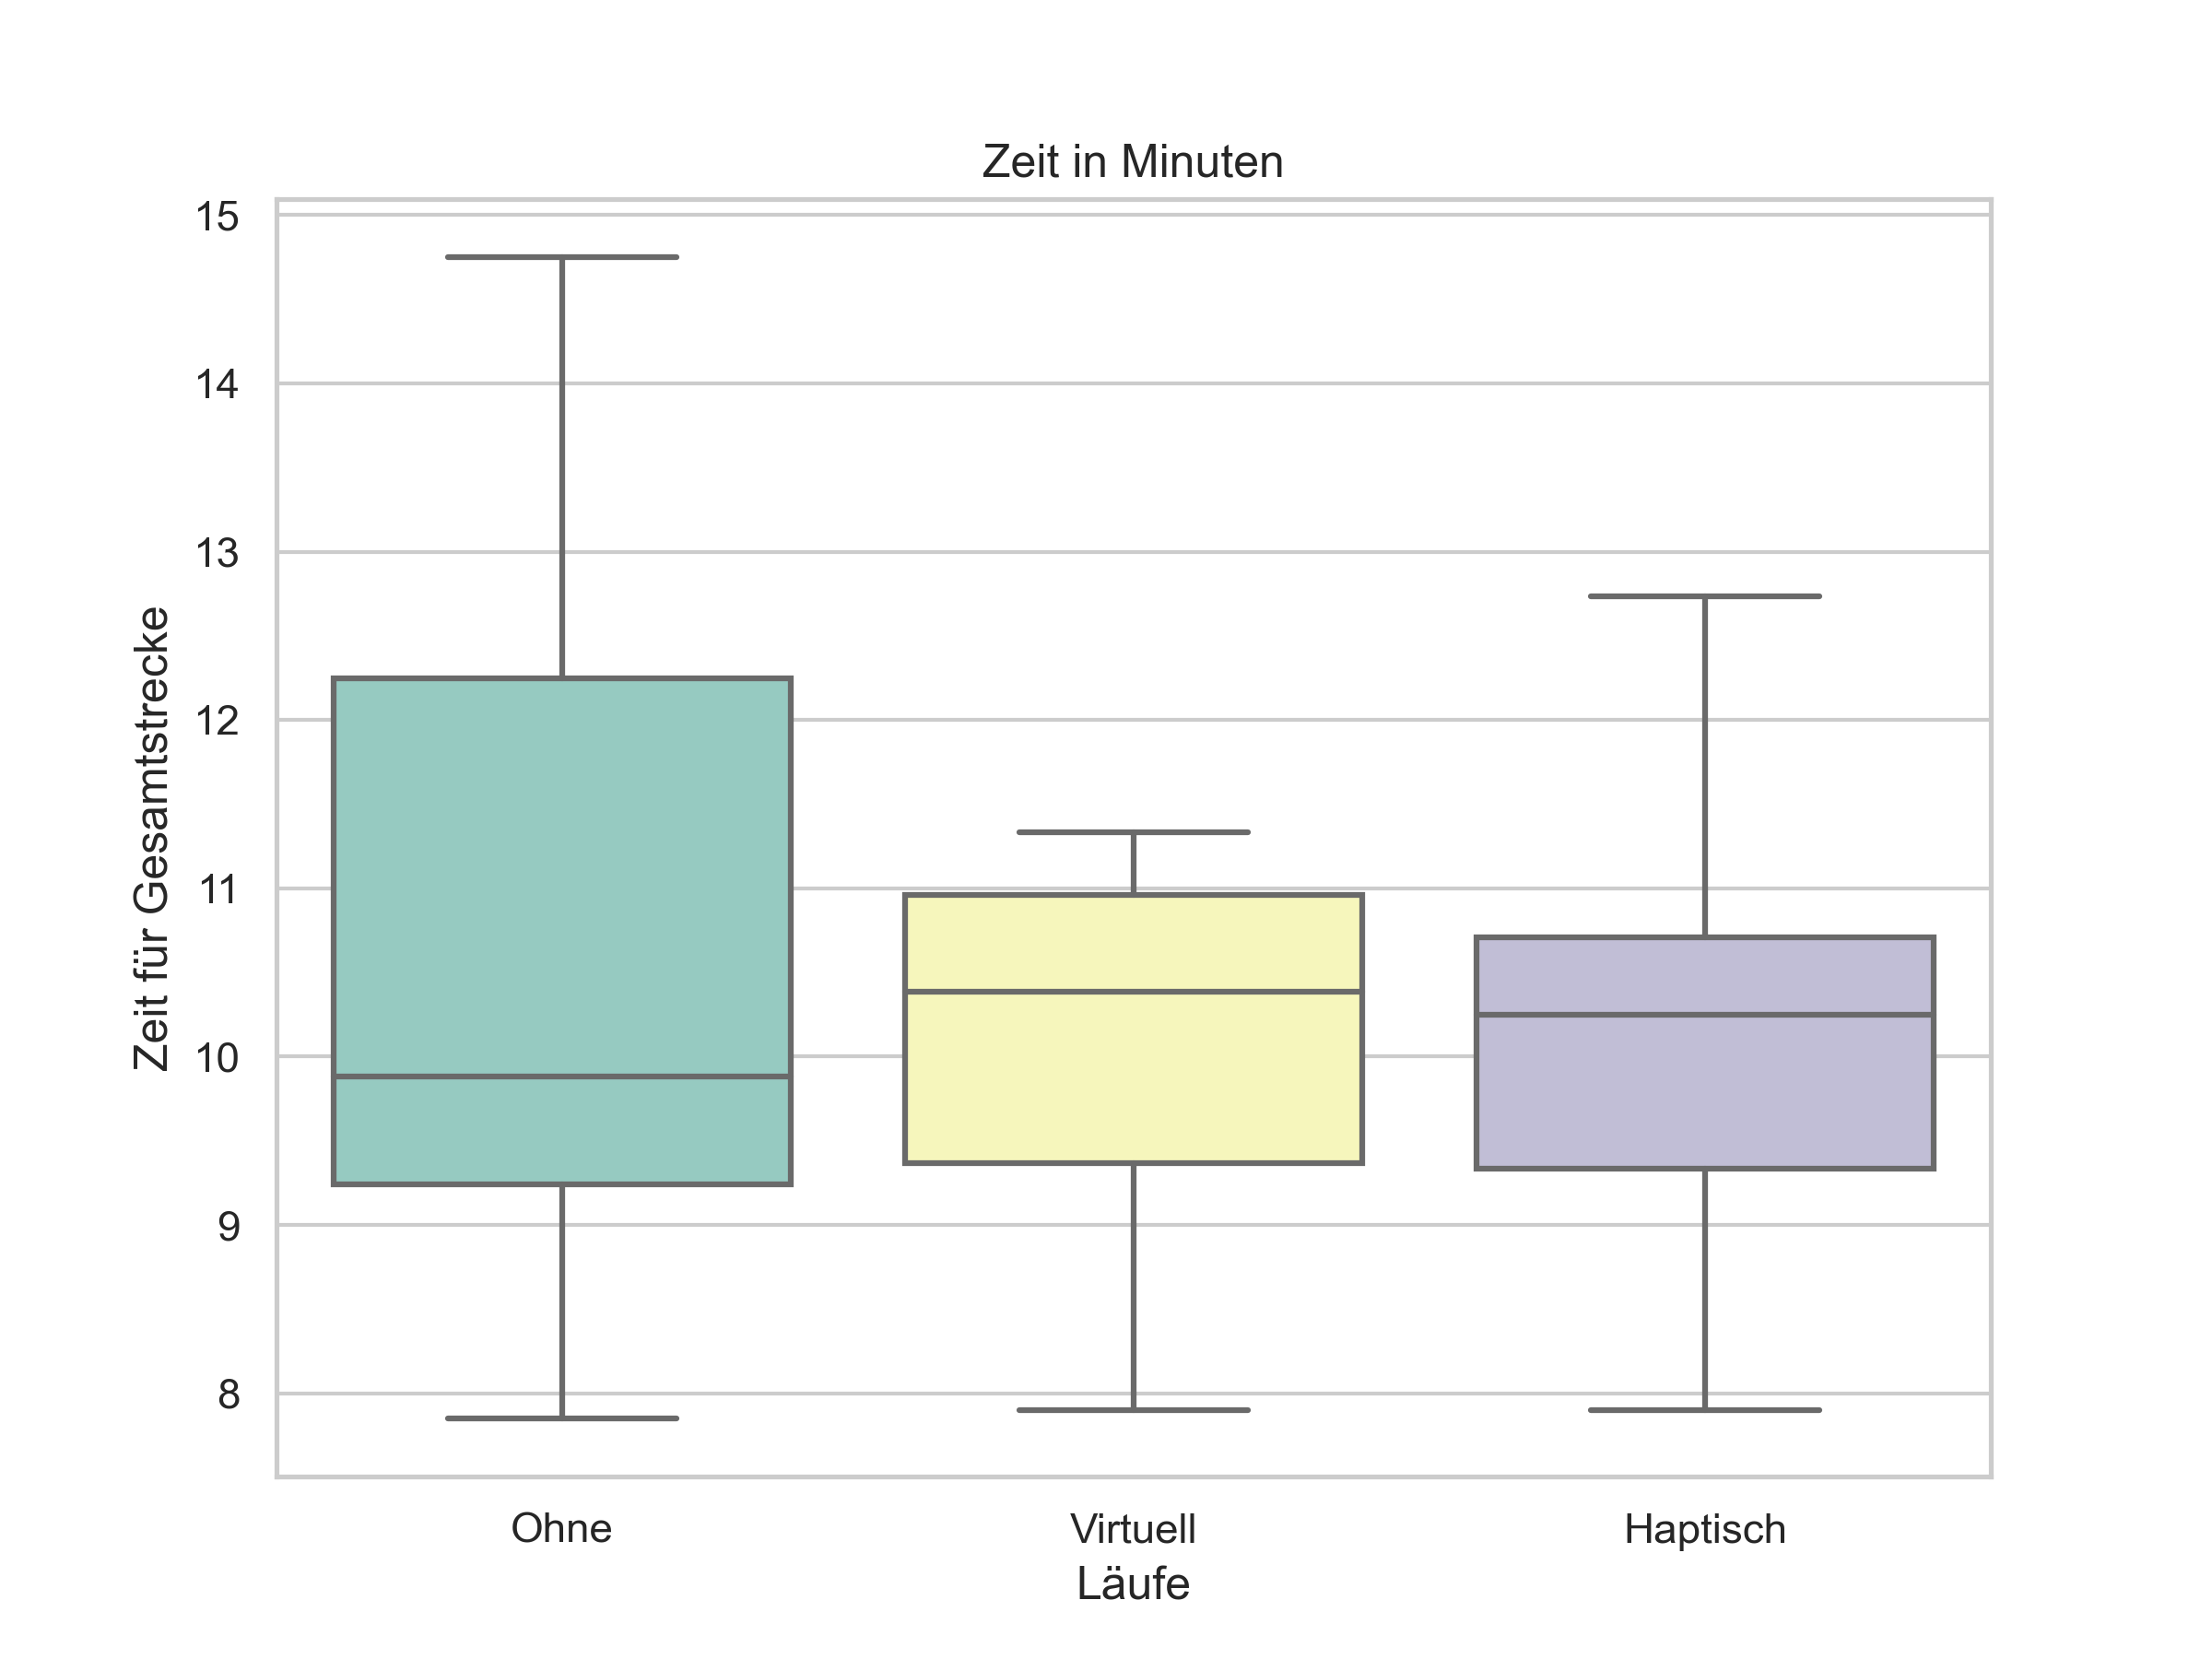 Zeit in Minuten
Zeit für Gesamtstrecke
15
14
13
12
11
10
9
8
Ohne
Virtuell
Haptisch
Läufe